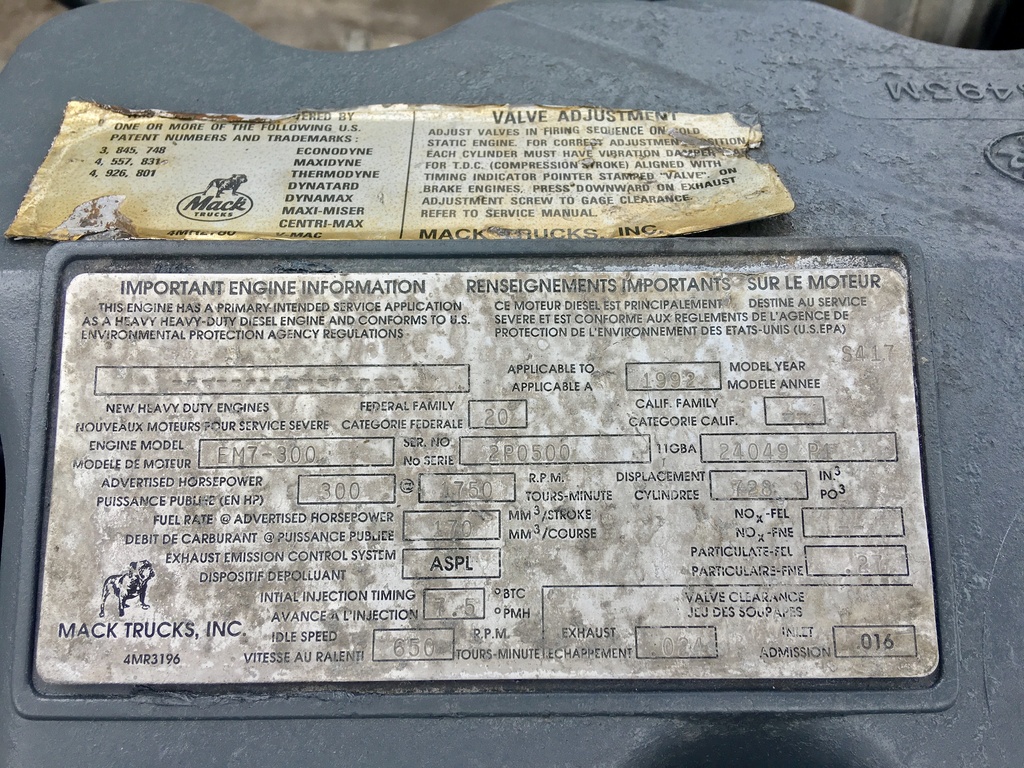 8493M
ERED BY
ONE OR MORE OF THE FOLLOWING U.S.
PATENT NUMBERS AND TRADEMARKS :
3, 845, 748 ECONODYNE
4, 557, 831 MAXIDYNE
4, 926, 801 THERMODYNE
DYNATARD
DYNAMAX
MAXI-MISER
CENTRI-MAX
V-MAC
Mack
TRUCKS
VALVE ADJUSTMENT
ADJUST VALVES IN FIRING SEQUENCE ON COLD
STATIC ENGINE. FOR CORRECT ADJUSTMENT POSITION
EACH CYLINDER MUST HAVE VIBRATION DAMPER
FOR T.D.C. (COMPRESSION STROKE) ALIGNED WITH
TIMING INDICATOR POINTER STAMPED "VALVE". ON
BRAKE ENGINES, PRESS DOWNWARD ON EXHAUST
ADJUSTMENT SCREW TO GAGE CLEARANCE.
REFER TO SERVICE MANUAL.
MACK TRUCKS, INC.
IMPORTANT ENGINE INFORMATION RENSEIGNEMENTS IMPORTANTS SUR LE MOTEUR
THIS ENGINE HAS A PRIMARY INTENDED SERVICE APPLICATION
AS A HEAVY HEAVY-DUTY DIESEL ENGINE AND CONFORMS TO U.S.
ENVIRONMENTAL PROTECTION AGENCY REGULATIONS
CE MOTEUR DIESEL EST PRINCIPALEMENT DESTINE AU SERVICE
SEVERE ET EST CONFORME AUX REGLEMENTS DE L'AGENCE DE
PROTECTION DE L'ENVIRONNEMENT DES ETATS-UNIS (U.S.EPA)
S417
APPLICABLE TO 1992 MODEL YEAR
APPLICABLE A MODELE ANNEE
NEW HEAVY DUTY ENGINES FEDERAL FAMILY 20 CALIF. FAMILY
NOUVEAUX MOTEURS POUR SERVICE SEVERE CATEGORIE FEDERALE CATEGORIE CALIF.
ENGINE MODEL EM7-300 SER. NO. 2P0500 11GBA 24049 P1
MODELE DE MOTEUR No SERIE
ADVERTISED HORSEPOWER 300 @ 1750 R.P.M. DISPLACEMENT 728 IN.3
PUISSANCE PUBLIEE (EN HP) TOURS-MINUTE CYLINDREE PO3
FUEL RATE @ ADVERTISED HORSEPOWER 170 MM3/STROKE NOx-FEL
DEBIT DE CARBURANT @ PUISSANCE PUBLIEE MM3/COURSE NOx-FNE
EXHAUST EMISSION CONTROL SYSTEM ASPL PARTICULATE-FEL .27
DISPOSITIF DEPOLLUANT PARTICULAIRE-FNE
INTIAL INJECTION TIMING 7.5 °BTC VALVE CLEARANCE
AVANCE A L'INJECTION °PMH JEU DES SOUPAPES
MACK TRUCKS, INC. IDLE SPEED 650 R.P.M. EXHAUST .024 INLET .016
4MR3196 VITESSE AU RALENTI TOURS-MINUTE ECHAPPEMENT ADMISSION